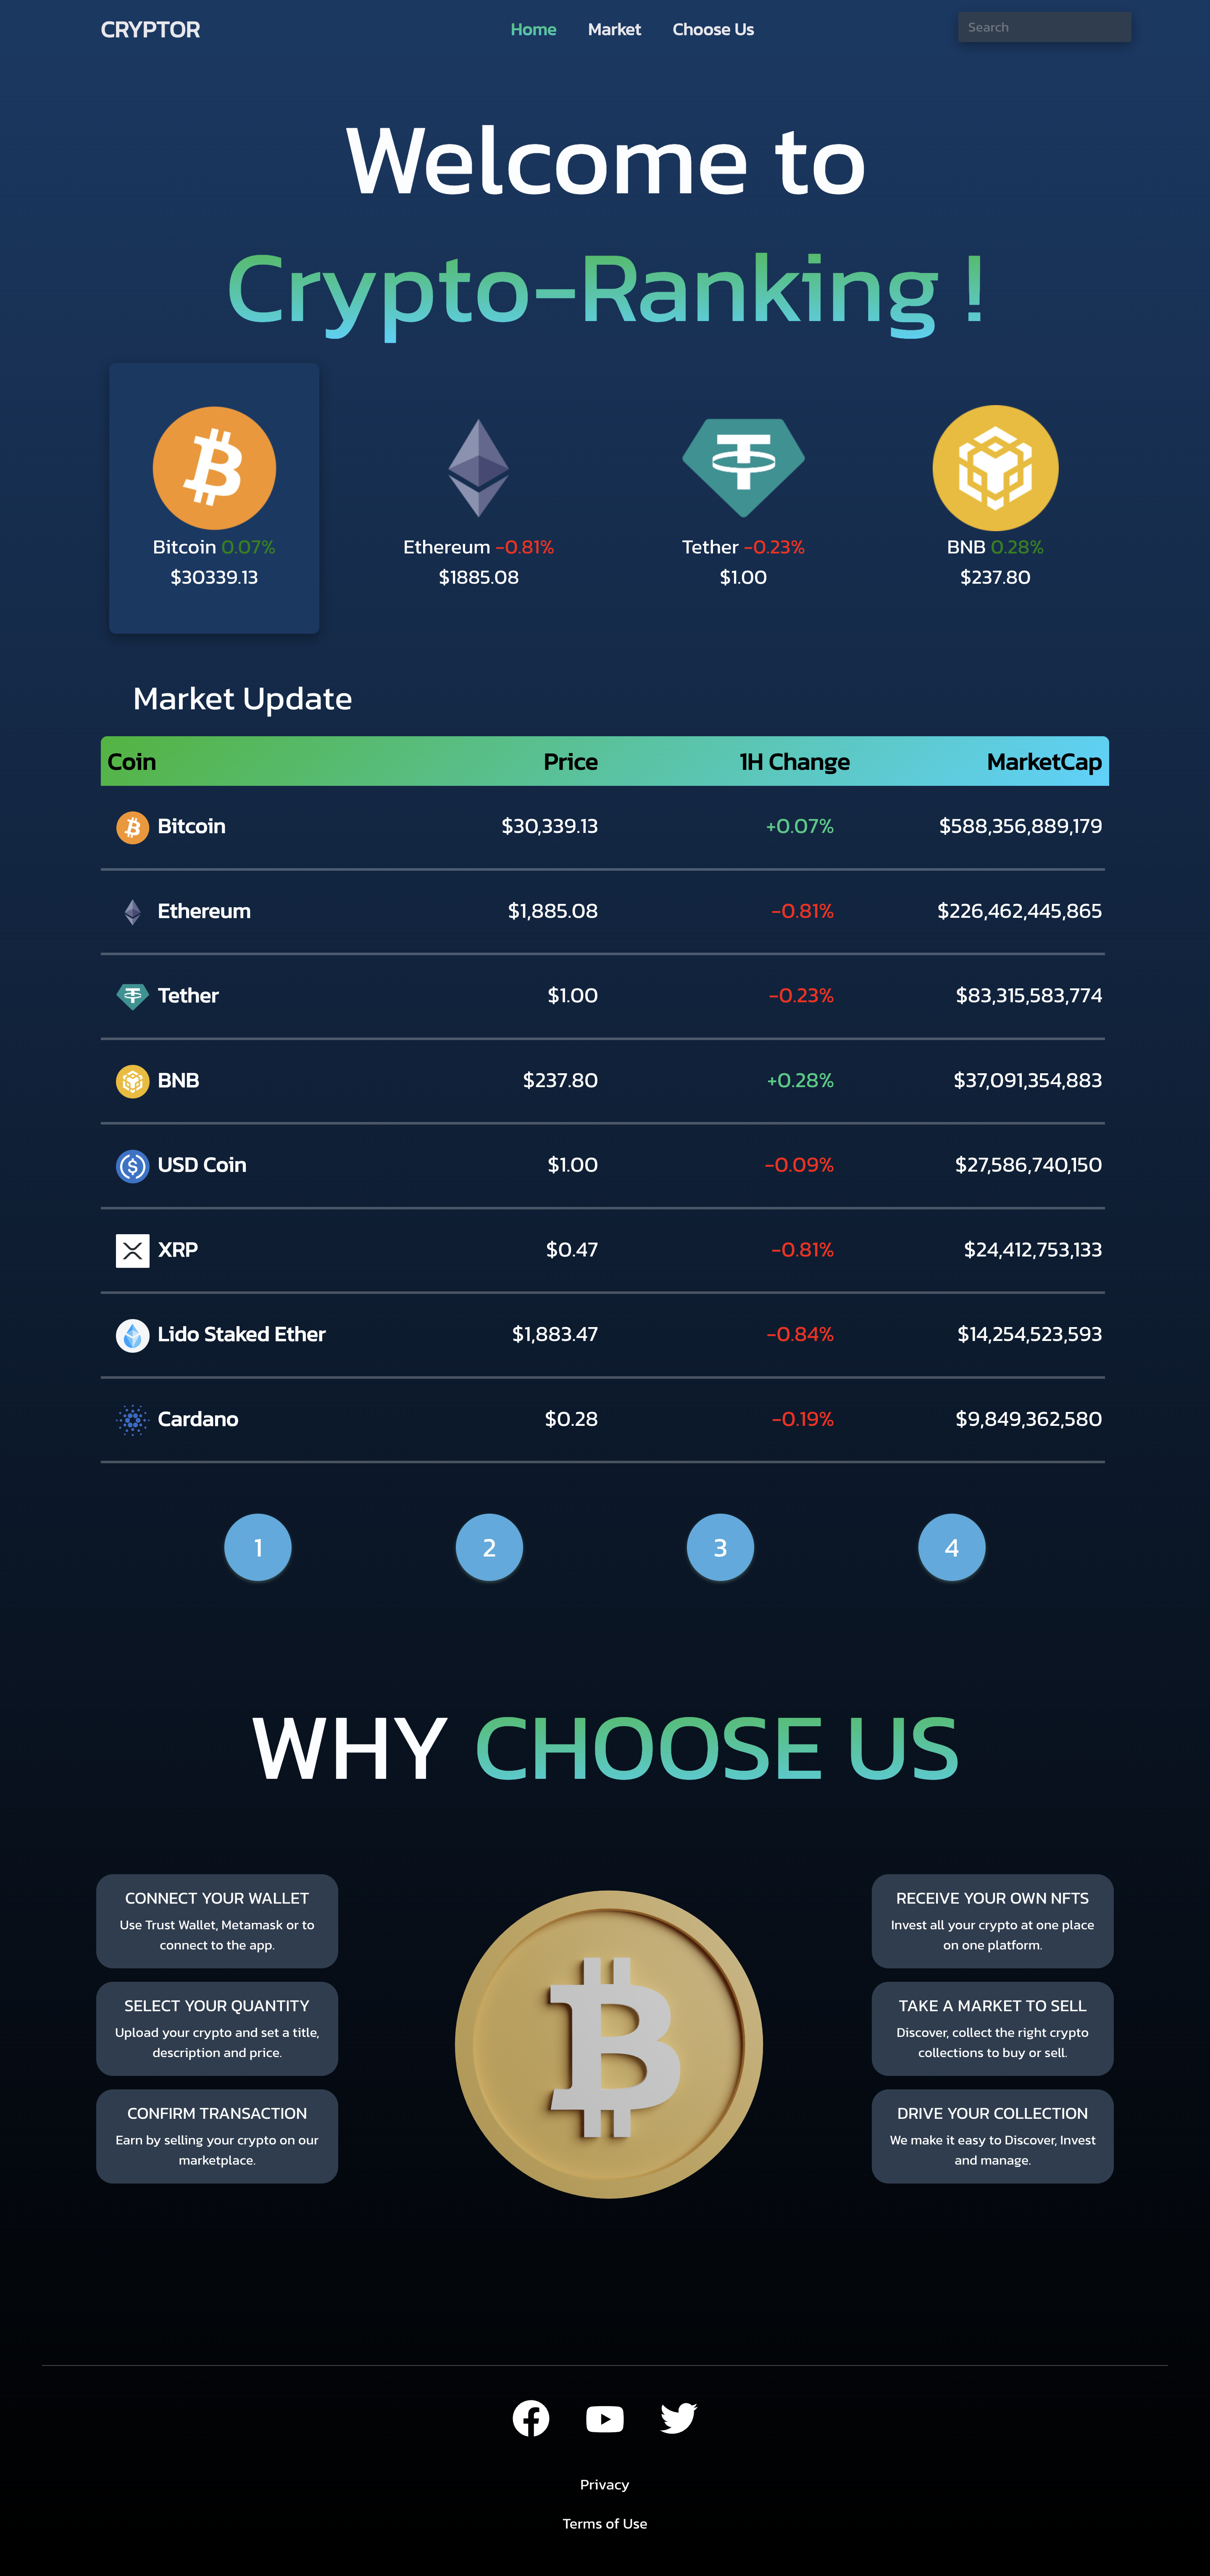 CRYPTOR
Home Market Choose Us
Search
Welcome to
Crypto-Ranking !
Bitcoin 0.07%
$30339.13
Ethereum -0.81%
$1885.08
Tether -0.23%
$1.00
BNB 0.28%
$237.80
Market Update
Coin Price 1H Change MarketCap
Bitcoin $30,339.13 +0.07% $588,356,889,179
Ethereum $1,885.08 -0.81% $226,462,445,865
Tether $1.00 -0.23% $83,315,583,774
BNB $237.80 +0.28% $37,091,354,883
USD Coin $1.00 -0.09% $27,586,740,150
XRP $0.47 -0.81% $24,412,753,133
Lido Staked Ether $1,883.47 -0.84% $14,254,523,593
Cardano $0.28 -0.19% $9,849,362,580
1 2 3 4
WHY CHOOSE US
CONNECT YOUR WALLET
Use Trust Wallet, Metamask or to
connect to the app.
SELECT YOUR QUANTITY
Upload your crypto and set a title,
description and price.
CONFIRM TRANSACTION
Earn by selling your crypto on our
marketplace.
RECEIVE YOUR OWN NFTS
Invest all your crypto at one place
on one platform.
TAKE A MARKET TO SELL
Discover, collect the right crypto
collections to buy or sell.
DRIVE YOUR COLLECTION
We make it easy to Discover, Invest
and manage.
Privacy
Terms of Use